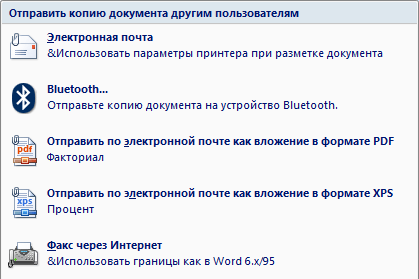 Отправить копию документа другим пользователям
Электронная почта
&Использовать параметры принтера при разметке документа
Bluetooth...
Отправьте копию документа на устройство Bluetooth.
Отправить по электронной почте как вложение в формате PDF
Факториал
Отправить по электронной почте как вложение в формате XPS
Процент
Факс через Интернет
&Использовать границы как в Word 6.x/95